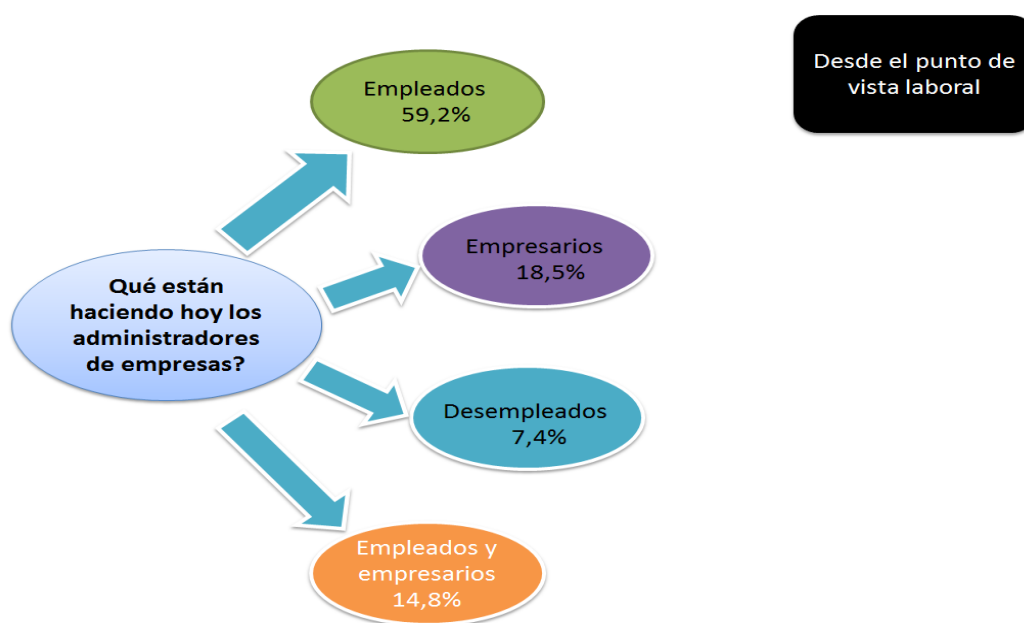 Desde el punto de
vista laboral
Empleados
59,2%
Empresarios
18,5%
Qué están
haciendo hoy los
administradores
de empresas?
Desempleados
7,4%
Empleados y
empresarios
14,8%